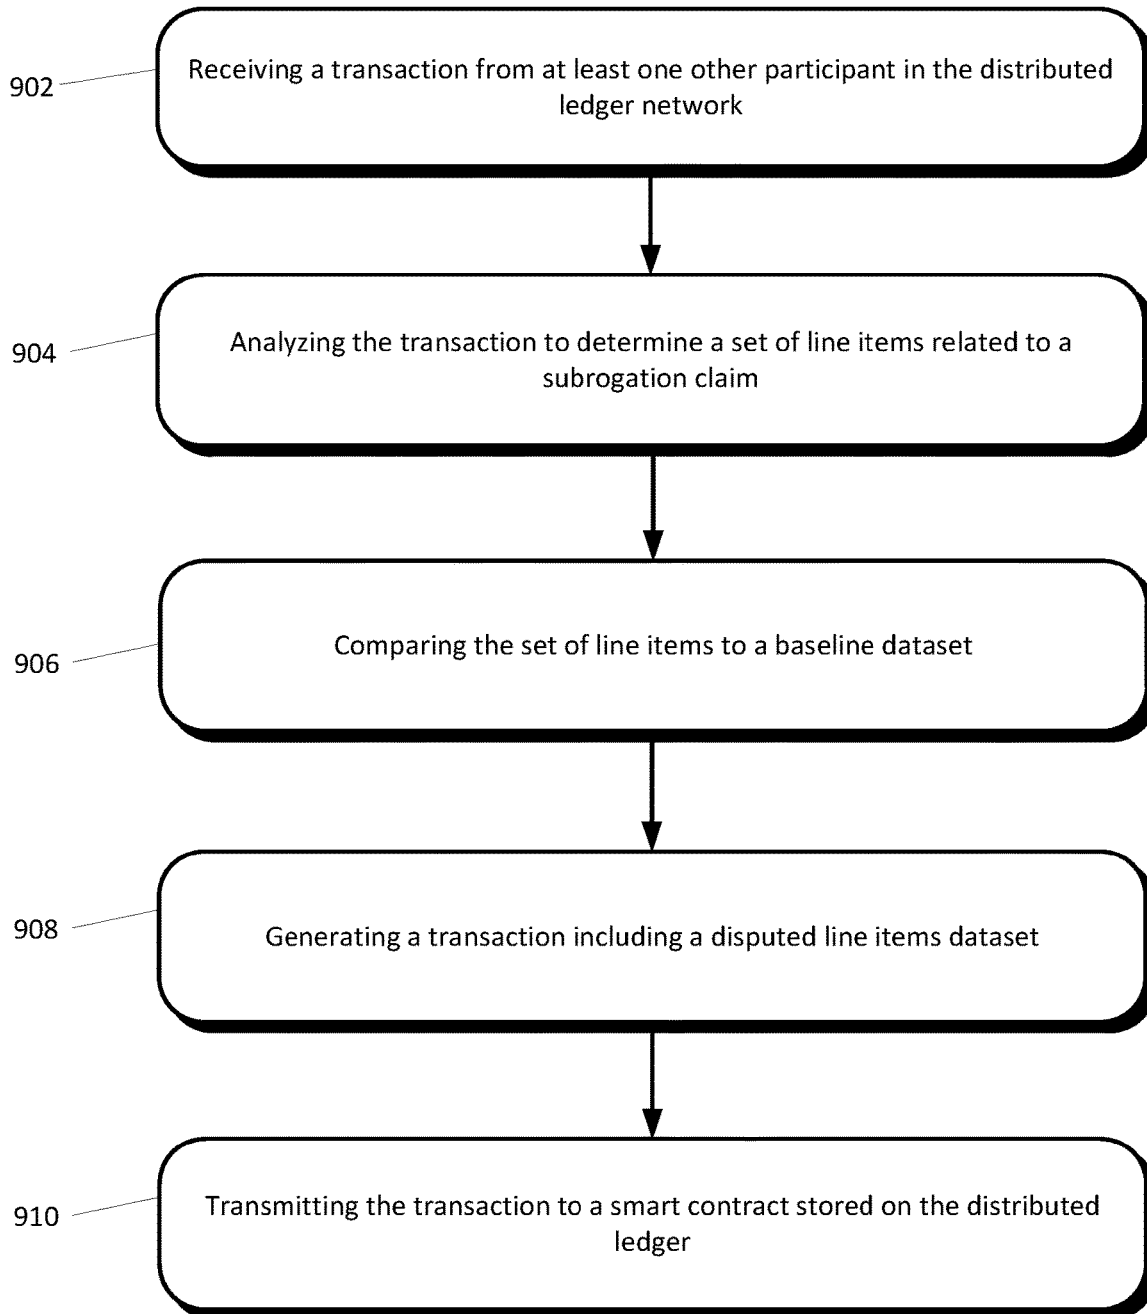 902
Receiving a transaction from at least one other participant in the distributed
ledger network
904
Analyzing the transaction to determine a set of line items related to a
subrogation claim
906
Comparing the set of line items to a baseline dataset
908
Generating a transaction including a disputed line items dataset
910
Transmitting the transaction to a smart contract stored on the distributed
ledger